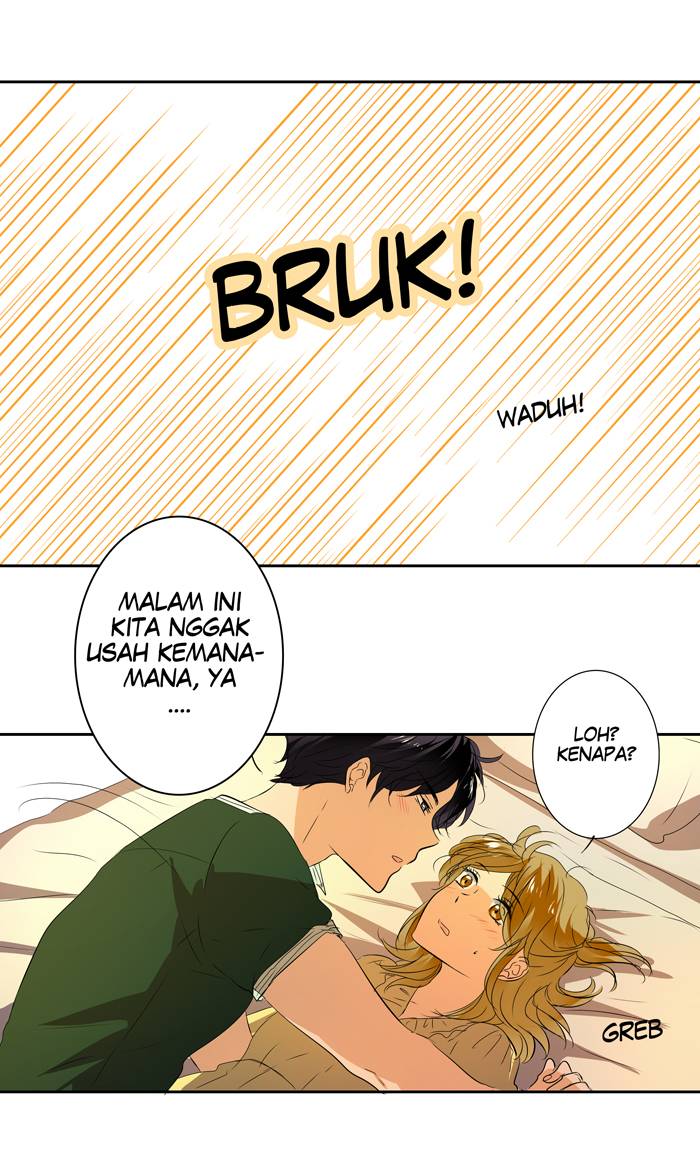 BRUK!
WADUH!
MALAM INI
KITA NGGAK
USAH KEMANA-
MANA, YA
....
LOH?
KENAPA?
GREB